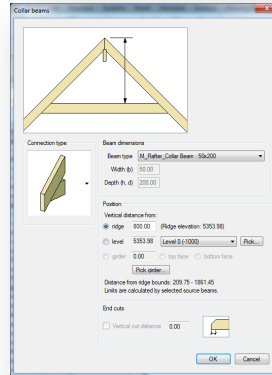 Collar beams
Connection type
Beam dimensions
Beam type M_Rafter_Collar Beam : 50x200
Width (b) 50.00
Depth (h, d) 200.00
Position
Vertical distance from:
ridge 800.00 (Ridge elevation: 5353.98)
level 5353.98 Level 0 (-1000) Pick...
girder 0.00 top face bottom face
Pick girder...
Distance from ridge bounds: 209.75 - 1861.45
Limits are calculated by selected source beams.
End cuts
Vertical cut distance 0.00
OK Cancel